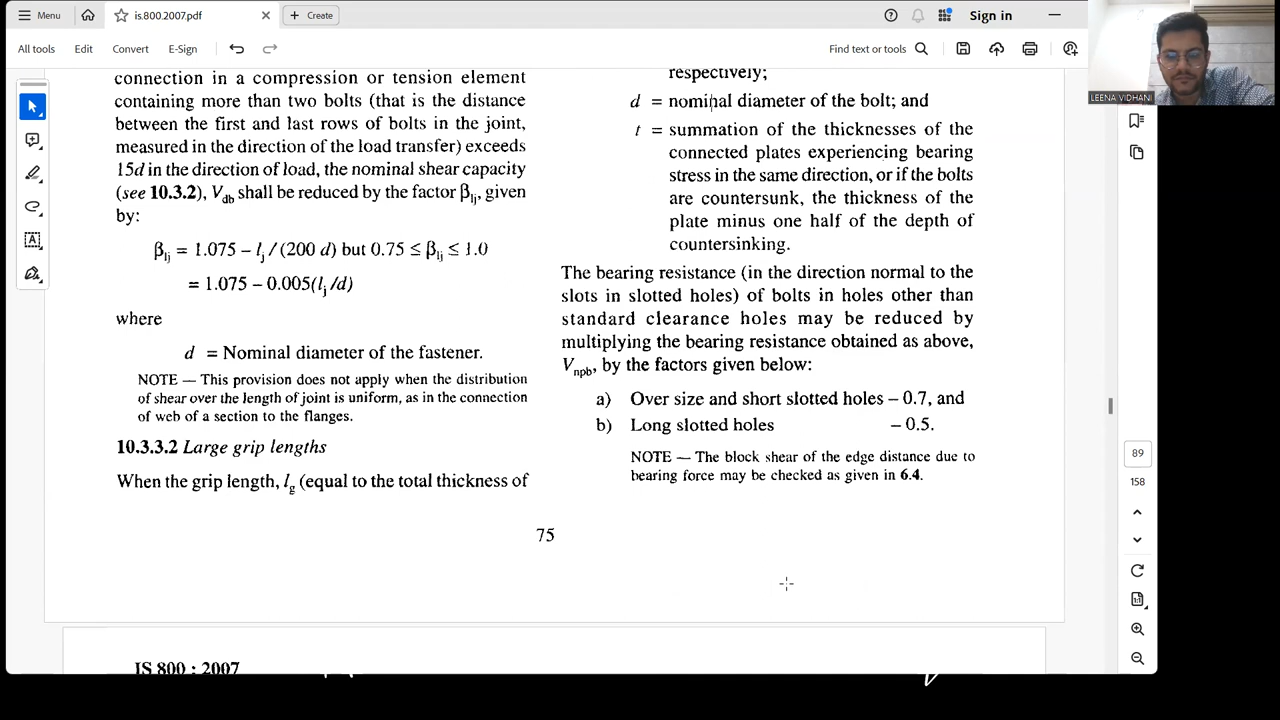 Menu
is.800.2007.pdf
Create
Sign in
All tools
Edit
Convert
E-Sign
Find text or tools
LEENA VIDHANI
connection in a compression or tension element
containing more than two bolts (that is the distance
between the first and last rows of bolts in the joint,
measured in the direction of the load transfer) exceeds
15d in the direction of load, the nominal shear capacity
(see 10.3.2), Vdb shall be reduced by the factor βlj, given
by:
βlj = 1.075 – lj / (200 d) but 0.75 ≤ βlj ≤ 1.0
= 1.075 – 0.005(lj /d)
where
d = Nominal diameter of the fastener.
NOTE — This provision does not apply when the distribution
of shear over the length of joint is uniform, as in the connection
of web of a section to the flanges.
10.3.3.2 Large grip lengths
When the grip length, lg (equal to the total thickness of
respectively;
d = nominal diameter of the bolt; and
t = summation of the thicknesses of the
connected plates experiencing bearing
stress in the same direction, or if the bolts
are countersunk, the thickness of the
plate minus one half of the depth of
countersinking.
The bearing resistance (in the direction normal to the
slots in slotted holes) of bolts in holes other than
standard clearance holes may be reduced by
multiplying the bearing resistance obtained as above,
Vnpb, by the factors given below:
a) Over size and short slotted holes – 0.7, and
b) Long slotted holes – 0.5.
NOTE — The block shear of the edge distance due to
bearing force may be checked as given in 6.4.
75
IS 800 : 2007
89
158